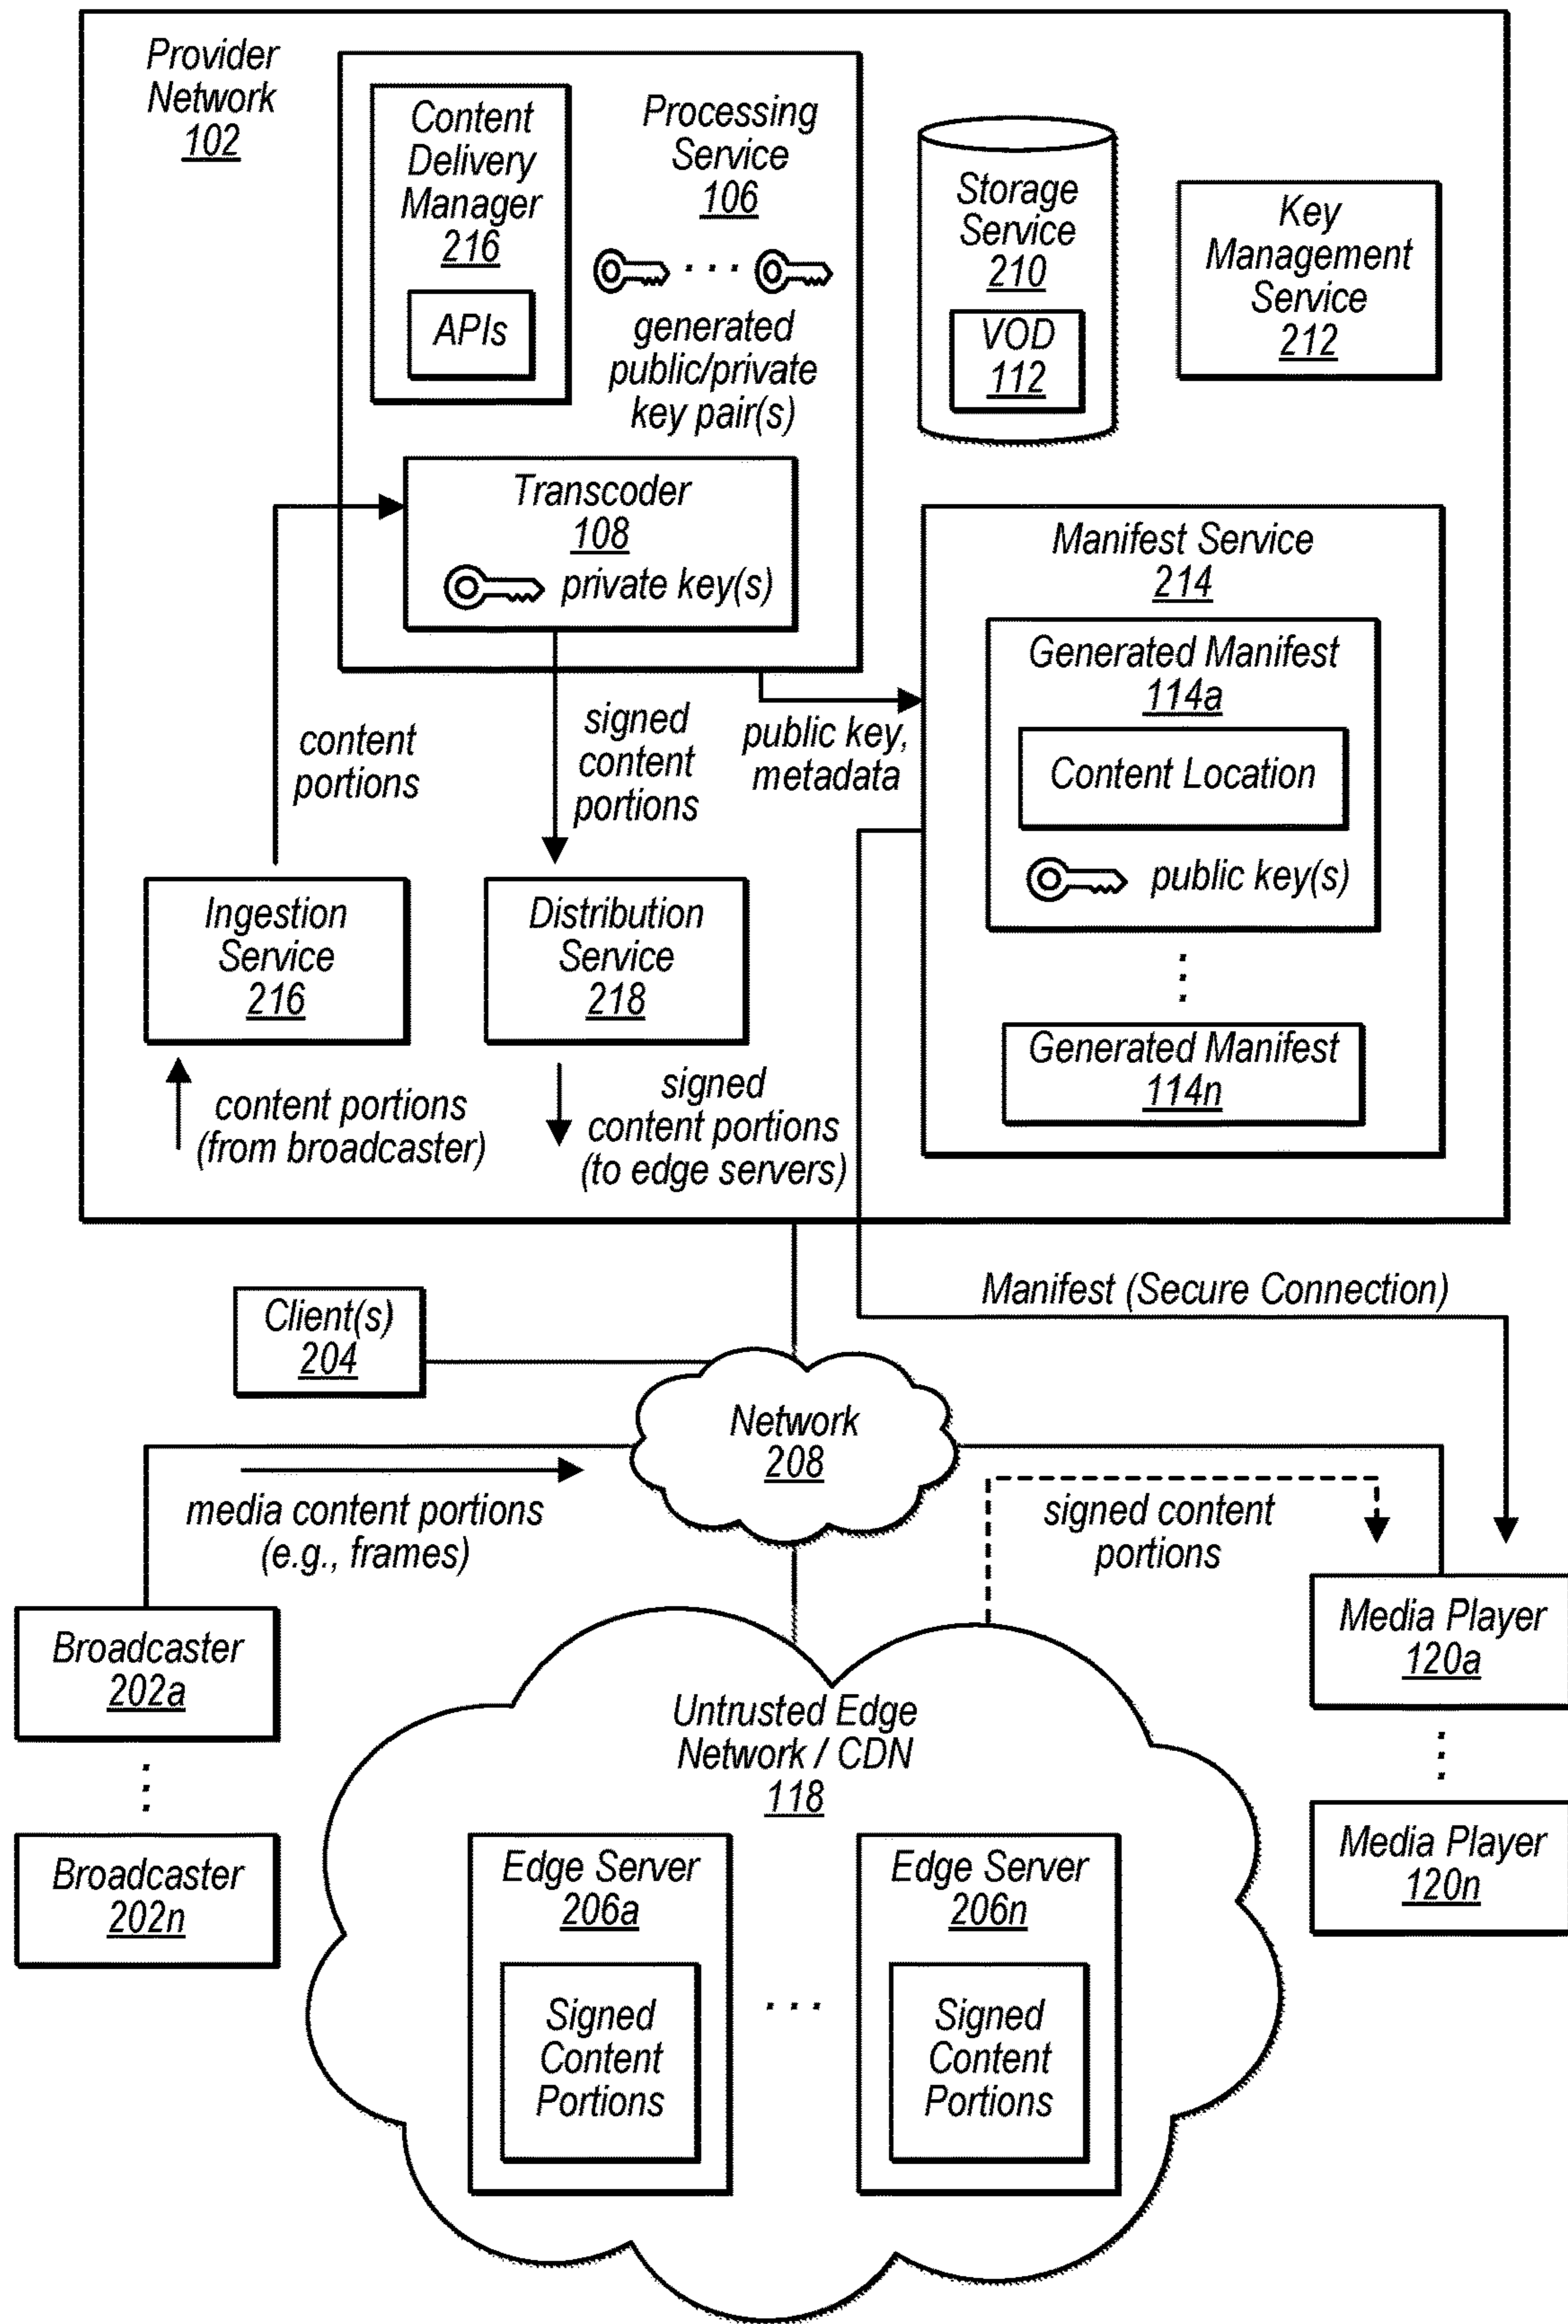 Provider
Network
102
Content
Delivery
Manager
216
APIs
Processing
Service
106
generated
public/private
key pair(s)
Storage
Service
210
VOD
112
Key
Management
Service
212
Transcoder
108
private key(s)
Manifest Service
214
Generated Manifest
114a
Content Location
public key(s)
Generated Manifest
114n
content
portions
signed
content
portions
public key,
metadata
Ingestion
Service
216
Distribution
Service
218
content portions
(from broadcaster)
signed
content portions
(to edge servers)
Manifest (Secure Connection)
Client(s)
204
Network
208
media content portions
(e.g., frames)
signed content
portions
Broadcaster
202a
Broadcaster
202n
Media Player
120a
Media Player
120n
Untrusted Edge
Network / CDN
118
Edge Server
206a
Signed
Content
Portions
Edge Server
206n
Signed
Content
Portions